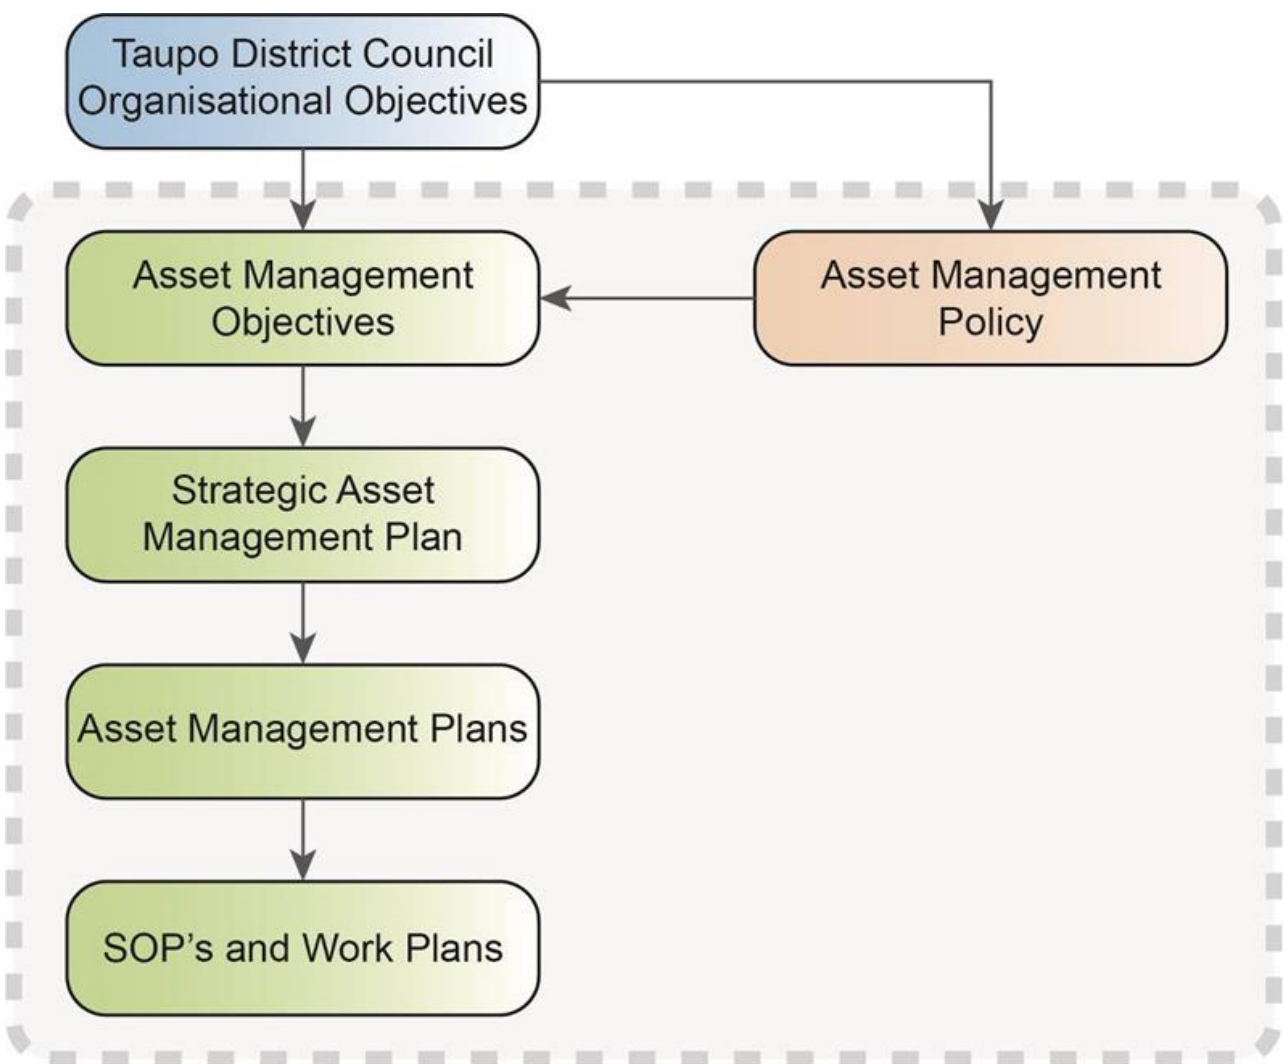 Taupo District Council
Organisational Objectives
Asset Management
Objectives
Asset Management
Policy
Strategic Asset
Management Plan
Asset Management Plans
SOP’s and Work Plans